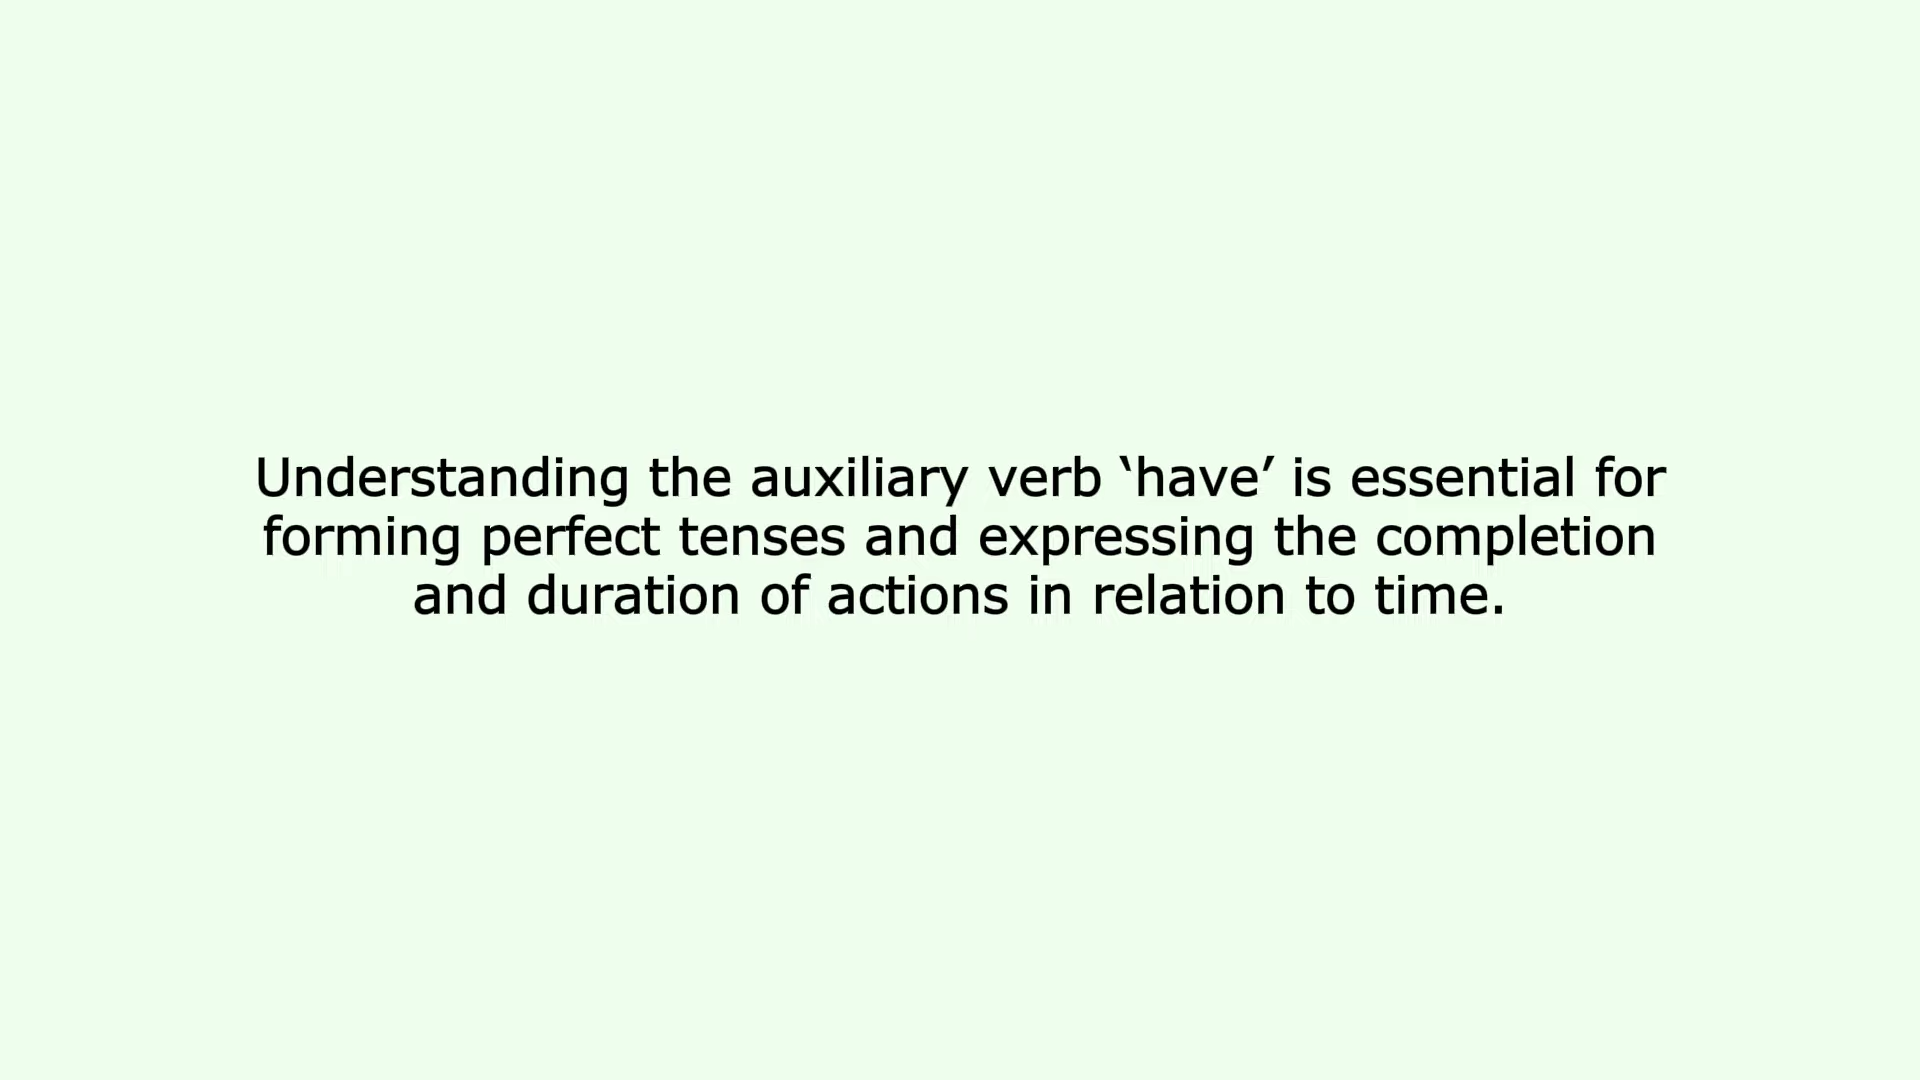 Understanding the auxiliary verb ‘have’ is essential for
forming perfect tenses and expressing the completion
and duration of actions in relation to time.